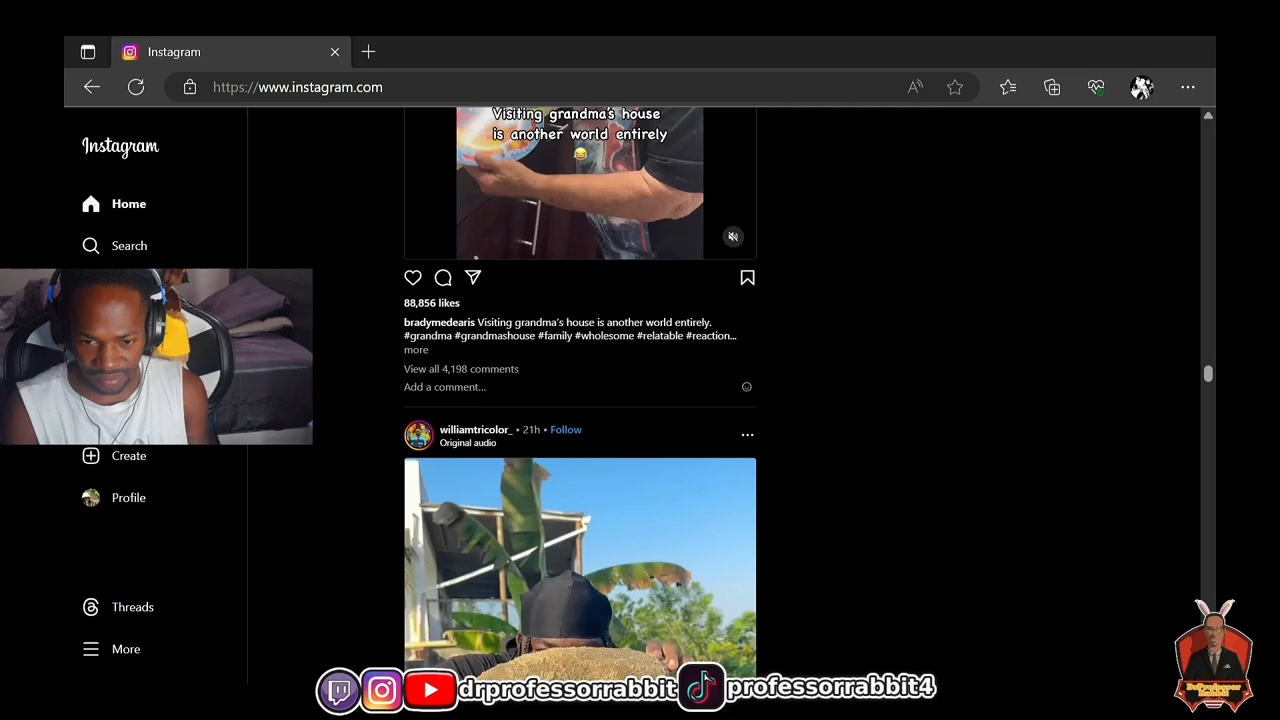 Instagram
https://www.instagram.com
Instagram
Home
Search
Create
Profile
Threads
More
Visiting grandma's house
is another world entirely
88,856 likes
bradymedearis Visiting grandma's house is another world entirely.
#grandma #grandmashouse #family #wholesome #relatable #reaction...
more
View all 4,198 comments
Add a comment...
williamtricolor_ • 21h • Follow
Original audio
drprofessorrabbit professorrabbit4
DrProfessor
Rabbit